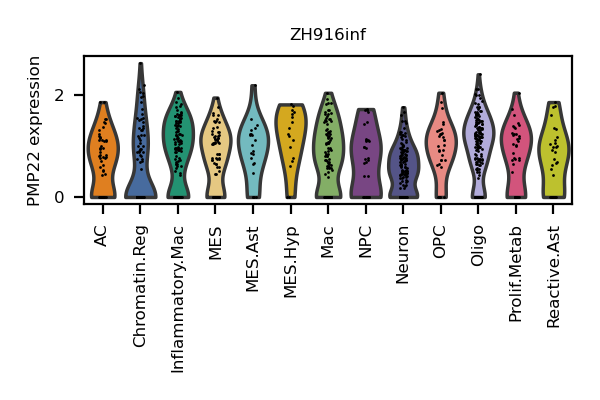 ZH916inf
PMP22 expression
2
0
AC
Chromatin.Reg
Inflammatory.Mac
MES
MES.Ast
MES.Hyp
Mac
NPC
Neuron
OPC
Oligo
Prolif.Metab
Reactive.Ast